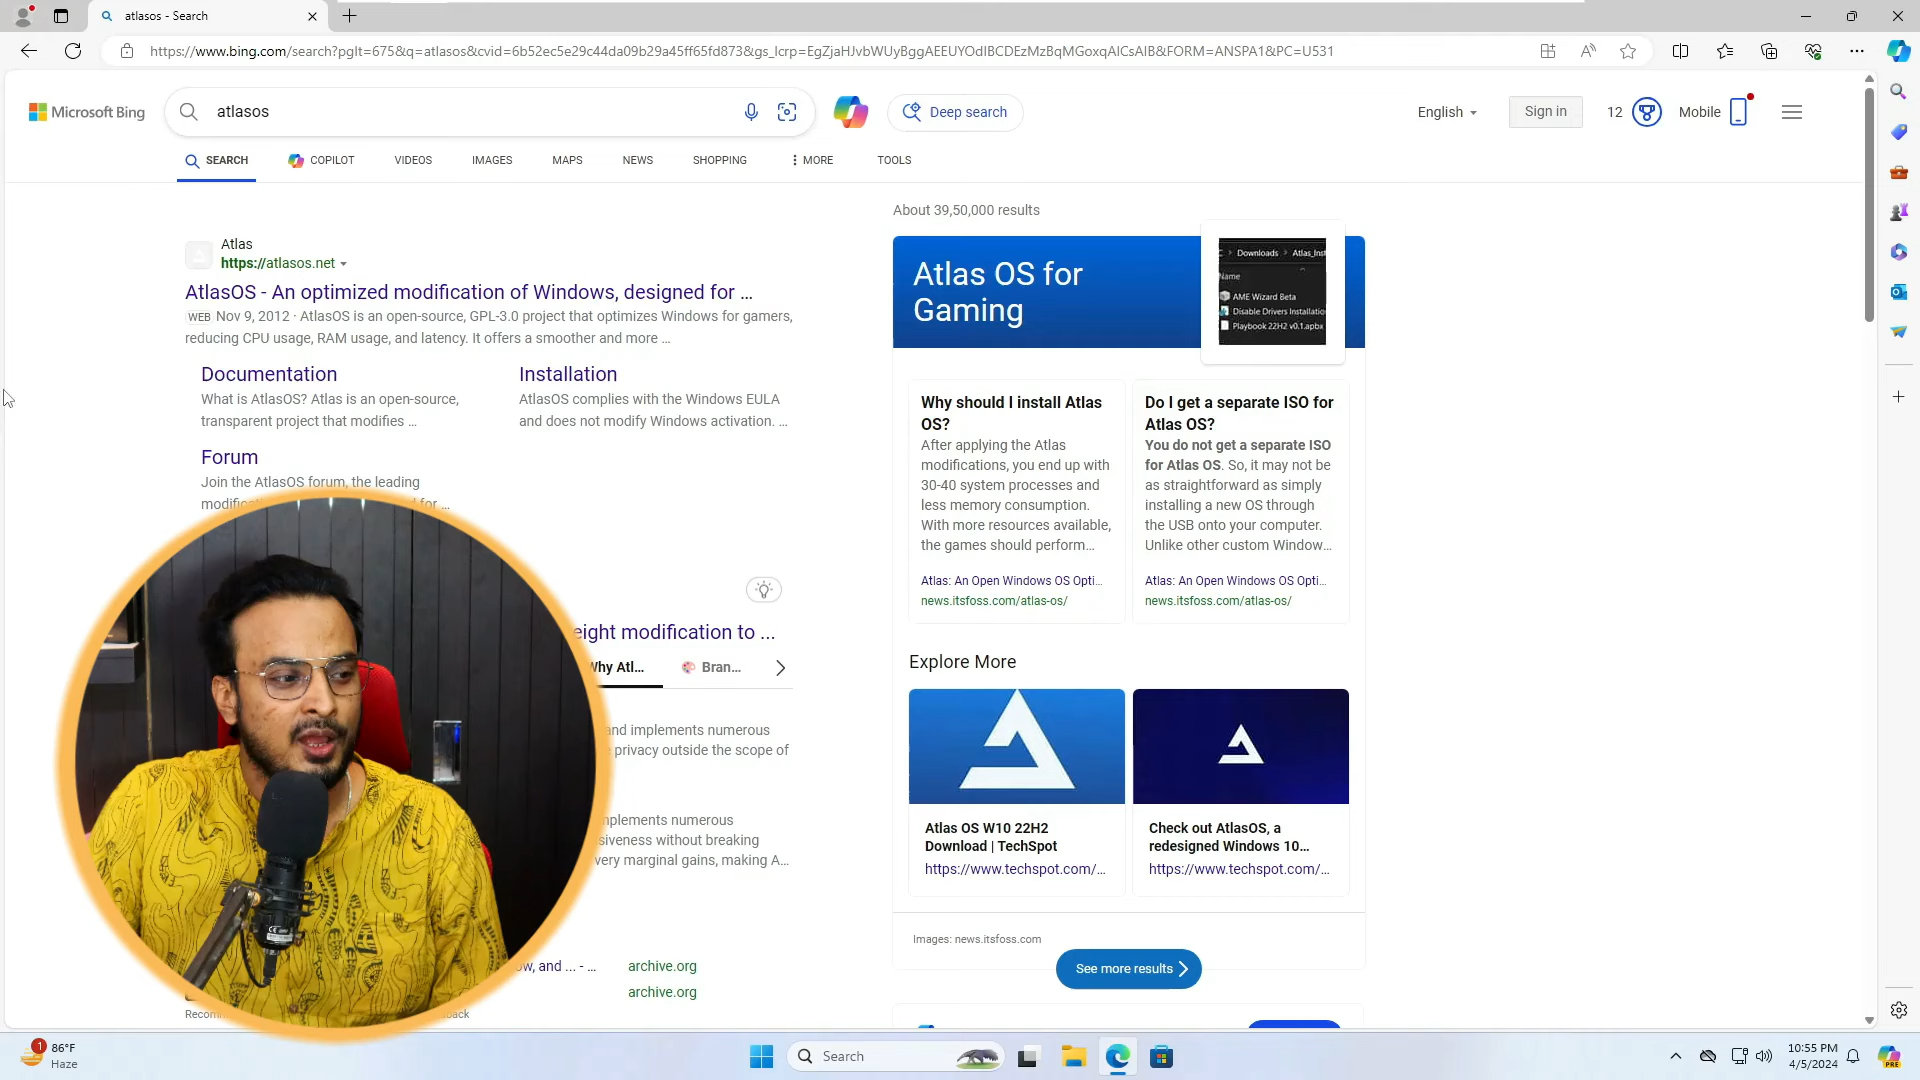 atlasos - Search
https://www.bing.com/search?pglt=675&q=atlasos&cvid=6b52ec5e29c44da09b29a45ff65fd873&gs_lcrp=EgZjaHJvbWUyBggAEEUYOdIBCDEzMzBqMGoxqAICsAIB&FORM=ANSPA1&PC=U531
Microsoft Bing
atlasos
Deep search
English
Sign in
12
Mobile
SEARCH
COPILOT
VIDEOS
IMAGES
MAPS
NEWS
SHOPPING
MORE
TOOLS
About 39,50,000 results
Atlas
https://atlasos.net
AtlasOS - An optimized modification of Windows, designed for ...
WEB Nov 9, 2012 · AtlasOS is an open-source, GPL-3.0 project that optimizes Windows for gamers,
reducing CPU usage, RAM usage, and latency. It offers a smoother and more ...
Documentation
What is AtlasOS? Atlas is an open-source,
transparent project that modifies ...
Installation
AtlasOS complies with the Windows EULA
and does not modify Windows activation. ...
Forum
Join the AtlasOS forum, the leading
for ...
eight modification to ...
Why Atl...
Bran...
and implements numerous
privacy outside the scope of
mplements numerous
siveness without breaking
very marginal gains, making A...
ow, and ... - ...
archive.org
archive.org
Atlas OS for
Gaming
Downloads > Atlas_Inst
Name
AME Wizard Beta
Disable Drivers Installatio
Playbook 22H2 v0.1.apbx
Why should I install Atlas
OS?
After applying the Atlas
modifications, you end up with
30-40 system processes and
less memory consumption.
With more resources available,
the games should perform...
Atlas: An Open Windows OS Opti...
news.itsfoss.com/atlas-os/
Do I get a separate ISO for
Atlas OS?
You do not get a separate ISO
for Atlas OS. So, it may not be
as straightforward as simply
installing a new OS through
the USB onto your computer.
Unlike other custom Window...
Atlas: An Open Windows OS Opti...
news.itsfoss.com/atlas-os/
Explore More
Atlas OS W10 22H2
Download | TechSpot
https://www.techspot.com/...
Check out AtlasOS, a
redesigned Windows 10...
https://www.techspot.com/...
Images: news.itsfoss.com
See more results
1
86°F
Haze
Search
10:55 PM
4/5/2024
PRE